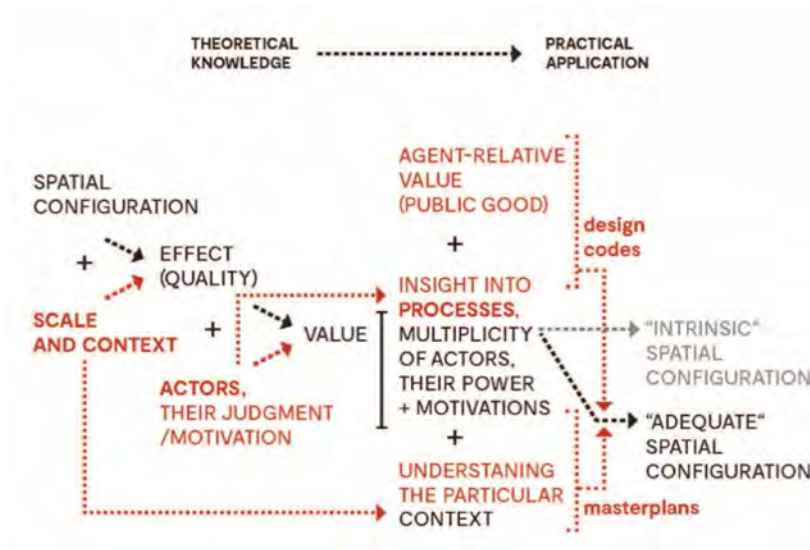 THEORETICAL
KNOWLEDGE
PRACTICAL
APPLICATION
SPATIAL
CONFIGURATION
+
SCALE
AND CONTEXT
EFFECT
(QUALITY)
+
ACTORS,
THEIR JUDGMENT
/MOTIVATION
VALUE
AGENT-RELATIVE
VALUE
(PUBLIC GOOD)
+
INSIGHT INTO
PROCESSES,
MULTIPLICITY
OF ACTORS,
THEIR POWER
+ MOTIVATIONS
+
UNDERSTANING
THE PARTICULAR
CONTEXT
design
codes
masterplans
"INTRINSIC"
SPATIAL
CONFIGURATION
"ADEQUATE"
SPATIAL
CONFIGURATION